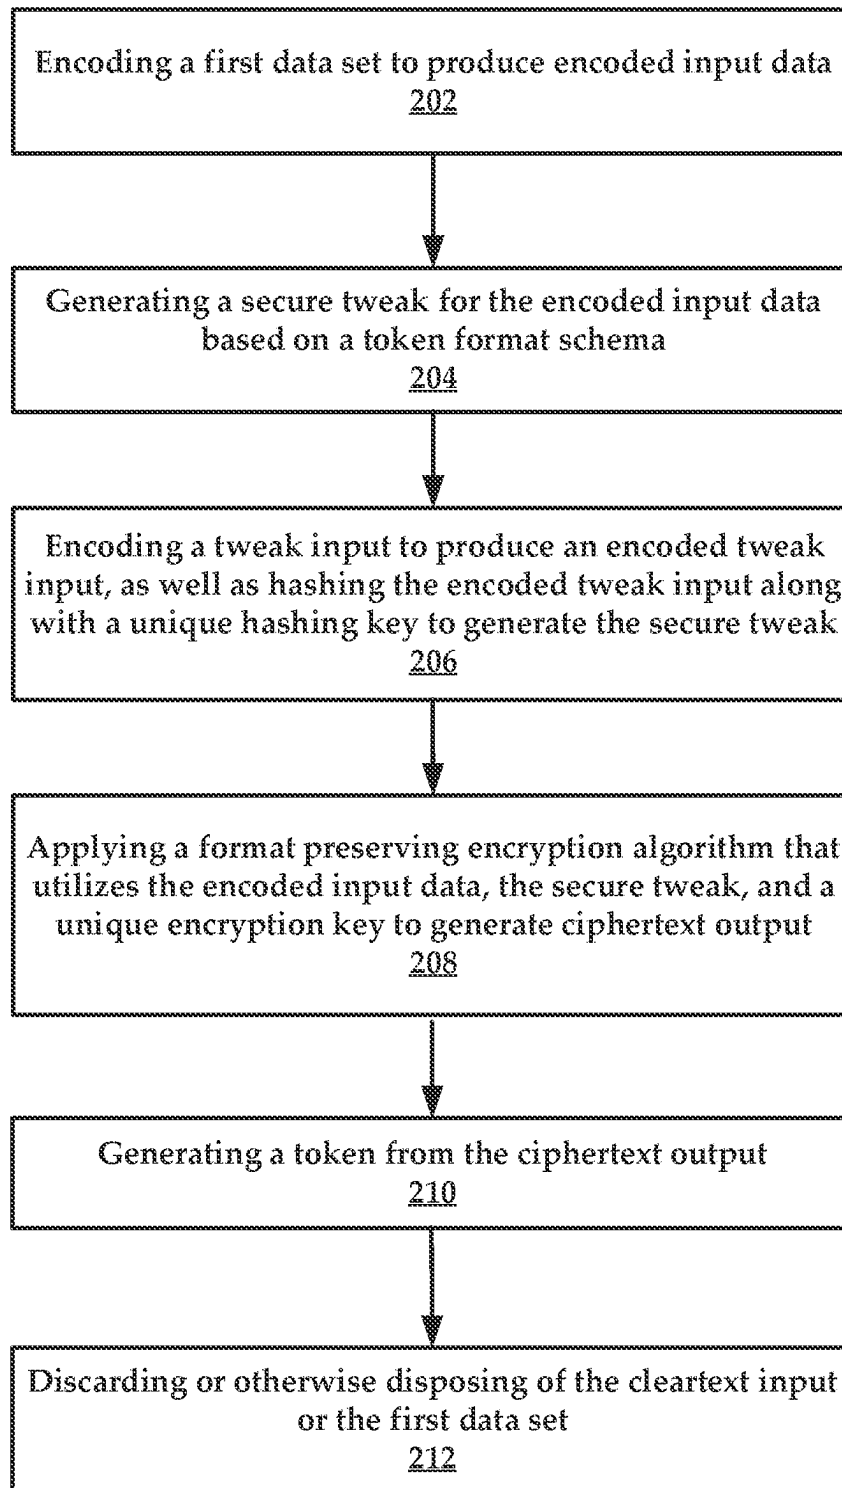 Encoding a first data set to produce encoded input data
202
Generating a secure tweak for the encoded input data
based on a token format schema
204
Encoding a tweak input to produce an encoded tweak
input, as well as hashing the encoded tweak input along
with a unique hashing key to generate the secure tweak
206
Applying a format preserving encryption algorithm that
utilizes the encoded input data, the secure tweak, and a
unique encryption key to generate ciphertext output
208
Generating a token from the ciphertext output
210
Discarding or otherwise disposing of the cleartext input
or the first data set
212